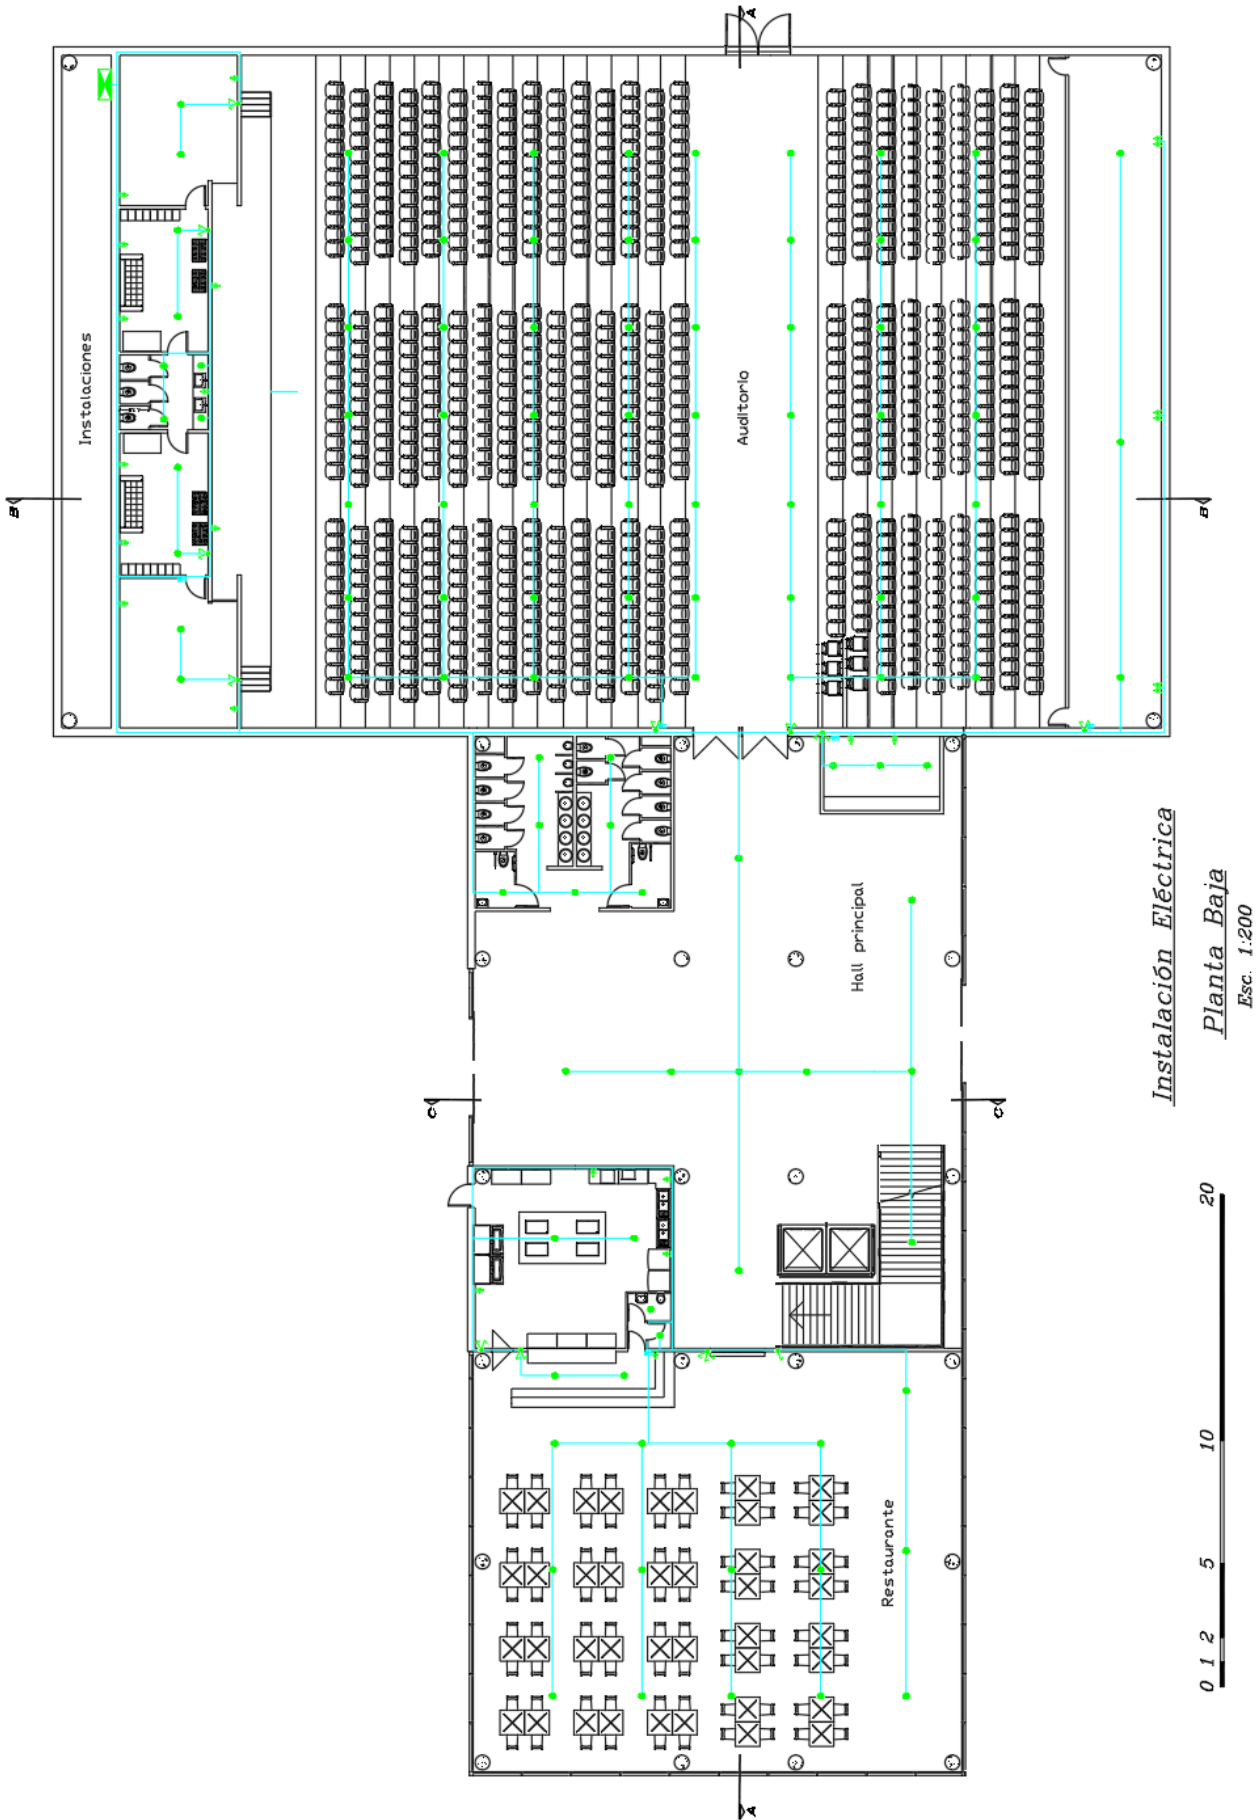 A
Instalaciones
Auditorio
B
B
Hall principal
C
C
Restaurante
A
Instalación Eléctrica
Planta Baja
Esc. 1:200
0 1 2 5 10 20